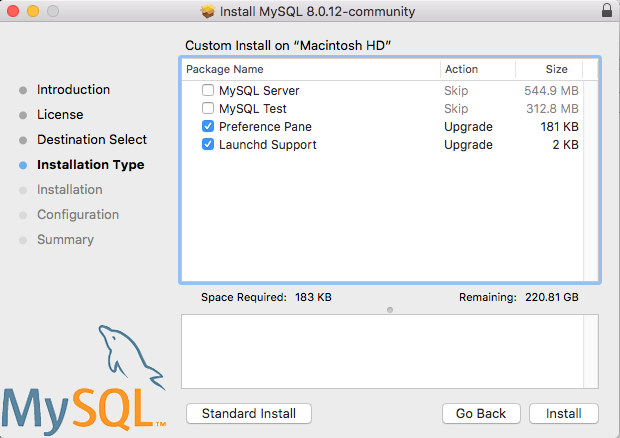 Install MySQL 8.0.12-community
Custom Install on “Macintosh HD”
Package Name Action Size
MySQL Server Skip 544.9 MB
MySQL Test Skip 312.8 MB
Preference Pane Upgrade 181 KB
Launchd Support Upgrade 2 KB
Introduction
License
Destination Select
Installation Type
Installation
Configuration
Summary
Space Required: 183 KB Remaining: 220.81 GB
MySQL™
Standard Install Go Back Install